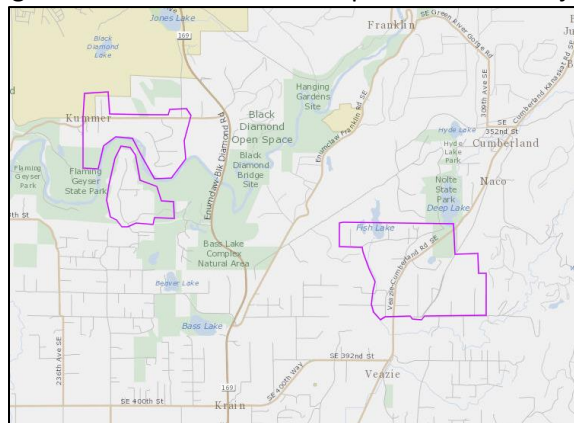 Jones Lake
169
Franklin
SE Green River Gorge Rd
Black
Diamond
Lake
Hanging
Gardens
Site
309th Ave SE
Cumberland Kanaskat Rd SE
Kummer
Black
Diamond
Open Space
Enumclaw Franklin Rd SE
SE
352nd St
Hyde Lake
Cumberland
Hyde
Lake
Park
Flaming
Geyser
Park
Flaming
Geyser
State Park
Black
Diamond
Bridge
Site
Enumclaw Blk Diamond Rd
Nolte
State
Park
Naco
Deep Lake
th St
Fish Lake
Bass Lake
Complex
Natural Area
Veazie-Cumberland Rd SE
Beaver Lake
Bass Lake
236th Ave SE
SE 392nd St
Veazie
SE 400th Way
169
SE 400th St
Krain